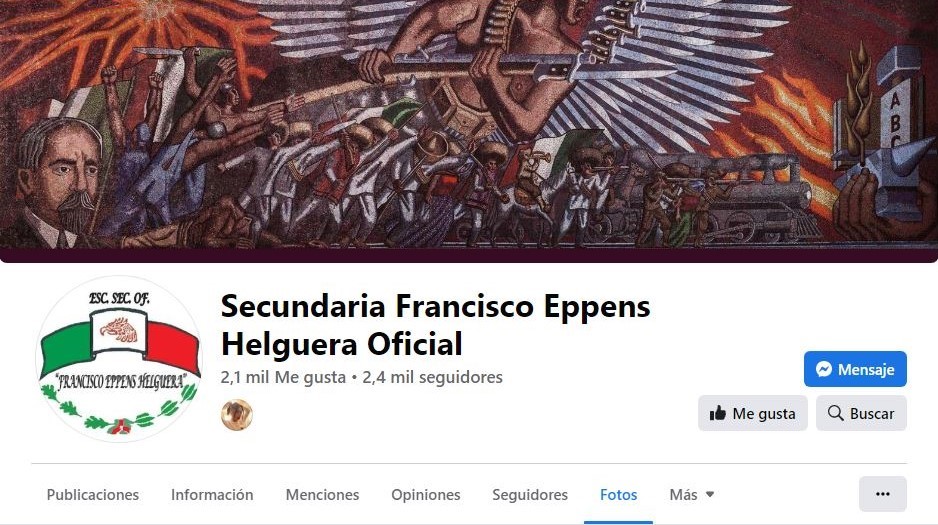 A
B
C
ESC. SEC. OF.
"FRANCISCO EPPENS HELGUERA"
Secundaria Francisco Eppens
Helguera Oficial
2,1 mil Me gusta • 2,4 mil seguidores
Mensaje
Me gusta
Buscar
Publicaciones
Información
Menciones
Opiniones
Seguidores
Fotos
Más